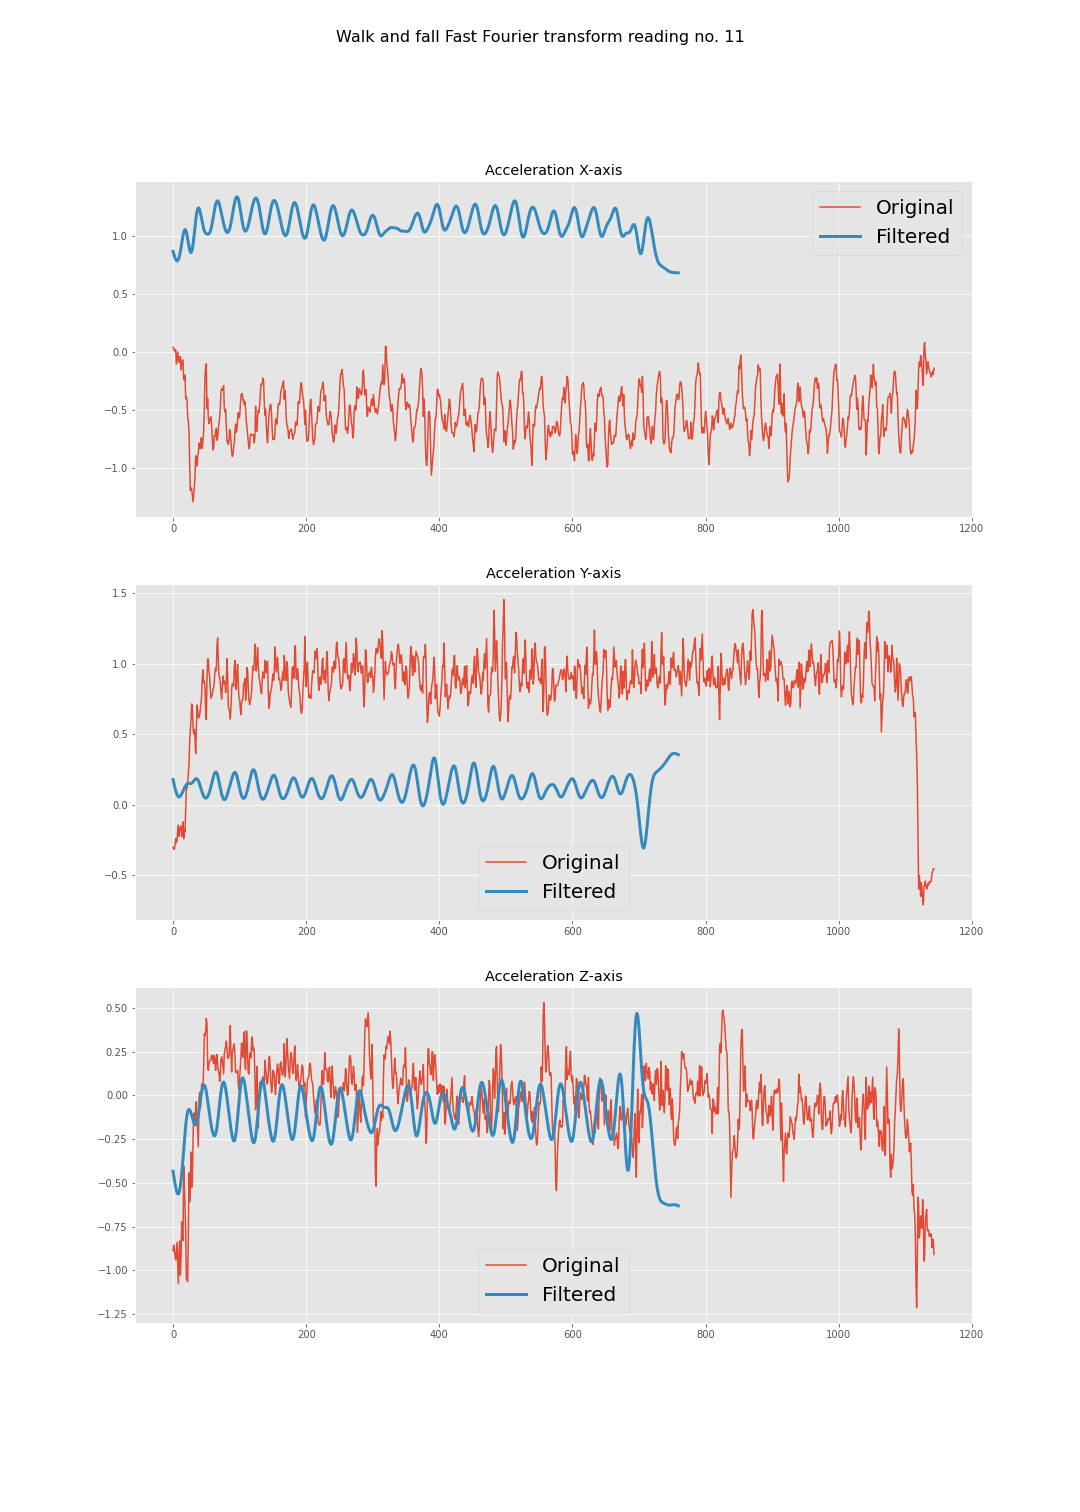 Walk and fall Fast Fourier transform reading no. 11
Acceleration X-axis
Original
Filtered
1.0
0.5
0.0
−0.5
−1.0
0 200 400 600 800 1000 1200
Acceleration Y-axis
1.5
1.0
0.5
0.0
−0.5
Original
Filtered
0 200 400 600 800 1000 1200
Acceleration Z-axis
0.50
0.25
0.00
−0.25
−0.50
−0.75
−1.00
−1.25
Original
Filtered
0 200 400 600 800 1000 1200